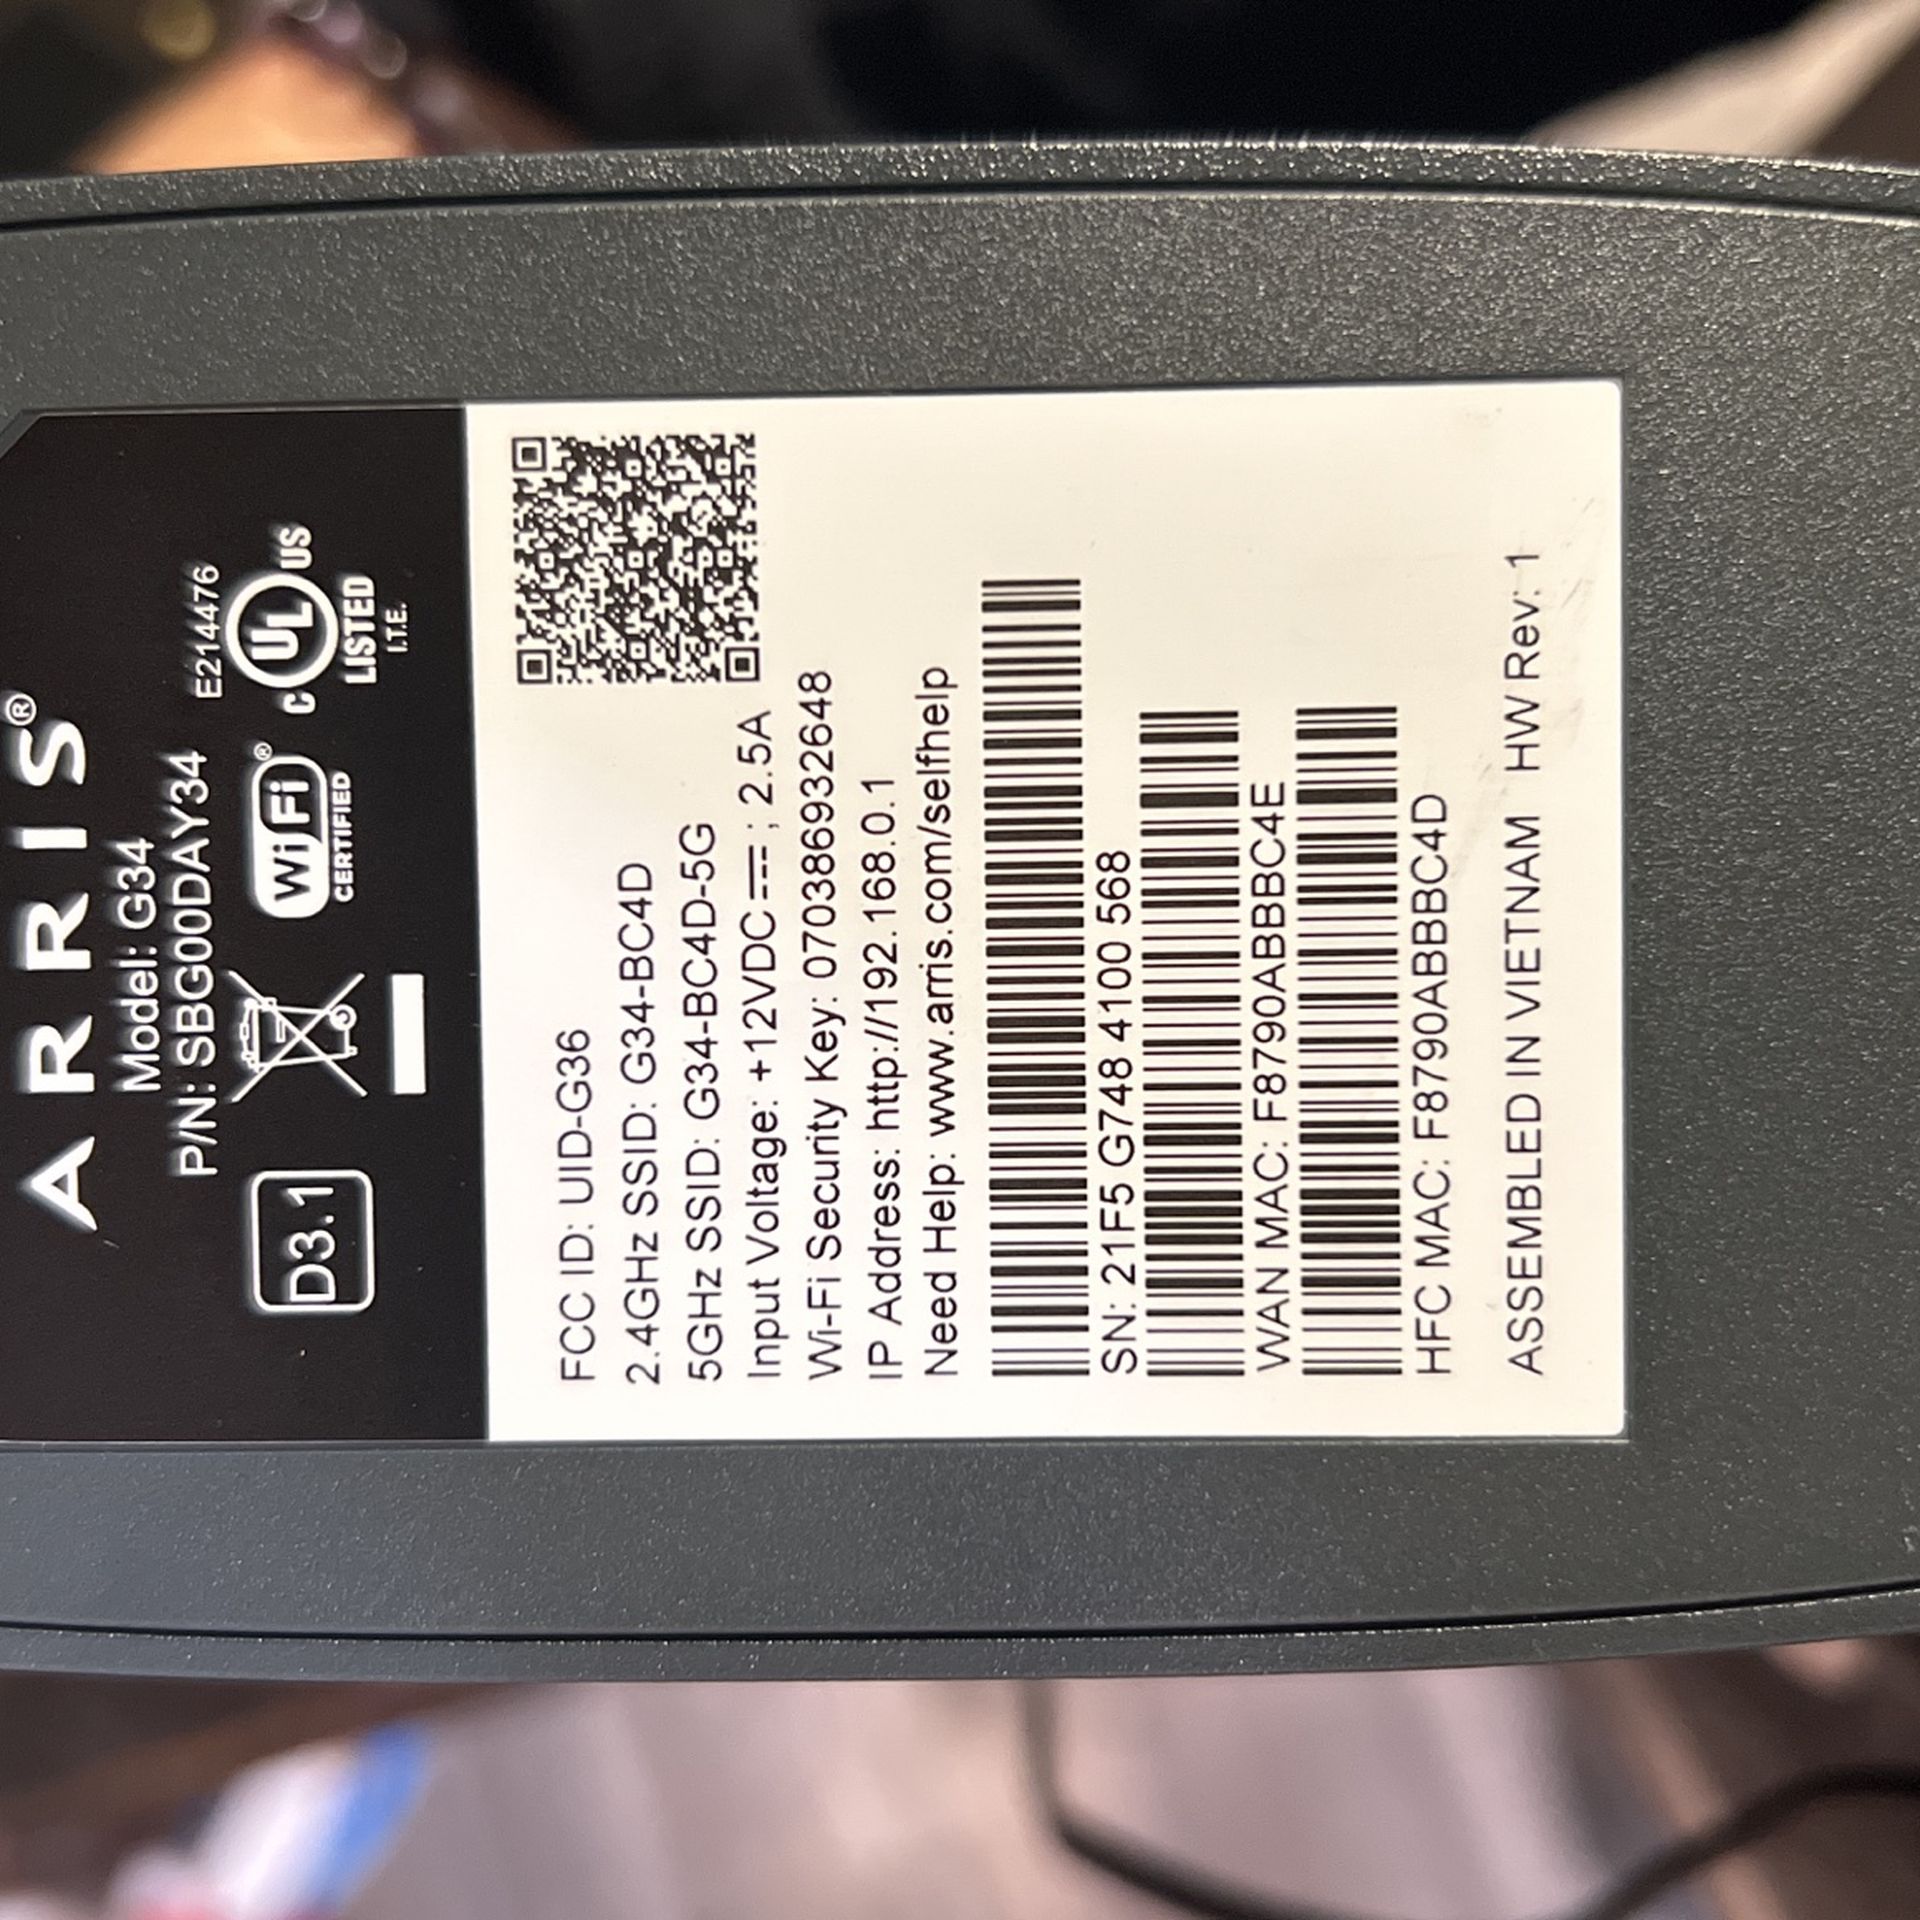 ARRIS®
Model: G34
P/N: SBG00DAY34
E214476
D3.1
WiFi®
CERTIFIED
C UL US
LISTED
I.T.E.
FCC ID: UID-G36
2.4GHz SSID: G34-BC4D
5GHz SSID: G34-BC4D-5G
Input Voltage: +12VDC⎓; 2.5A
Wi-Fi Security Key: 070386932648
IP Address: http://192.168.0.1
Need Help: www.arris.com/selfhelp
SN: 21F5 G748 4100 568
WAN MAC: F8790ABBBC4E
HFC MAC: F8790ABBBC4D
ASSEMBLED IN VIETNAM HW Rev: 1